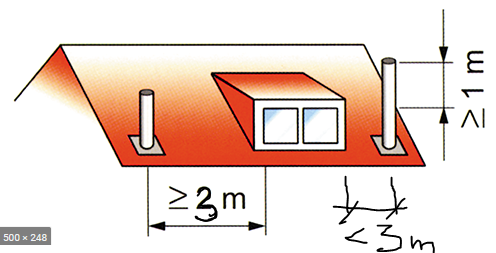 ≥ 1 m
≥ 3 m
< 3 m
500 × 248